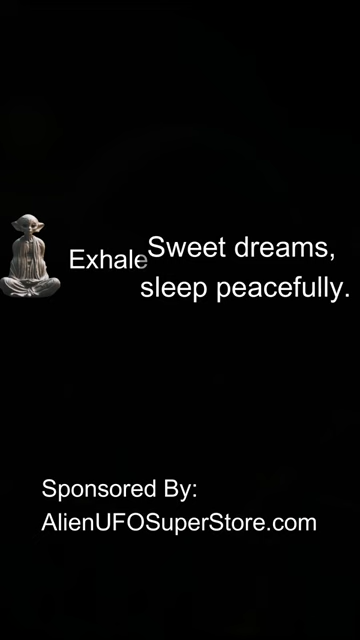 Exhale
Sweet dreams,
sleep peacefully.
Sponsored By:
AlienUFOSuperStore.com